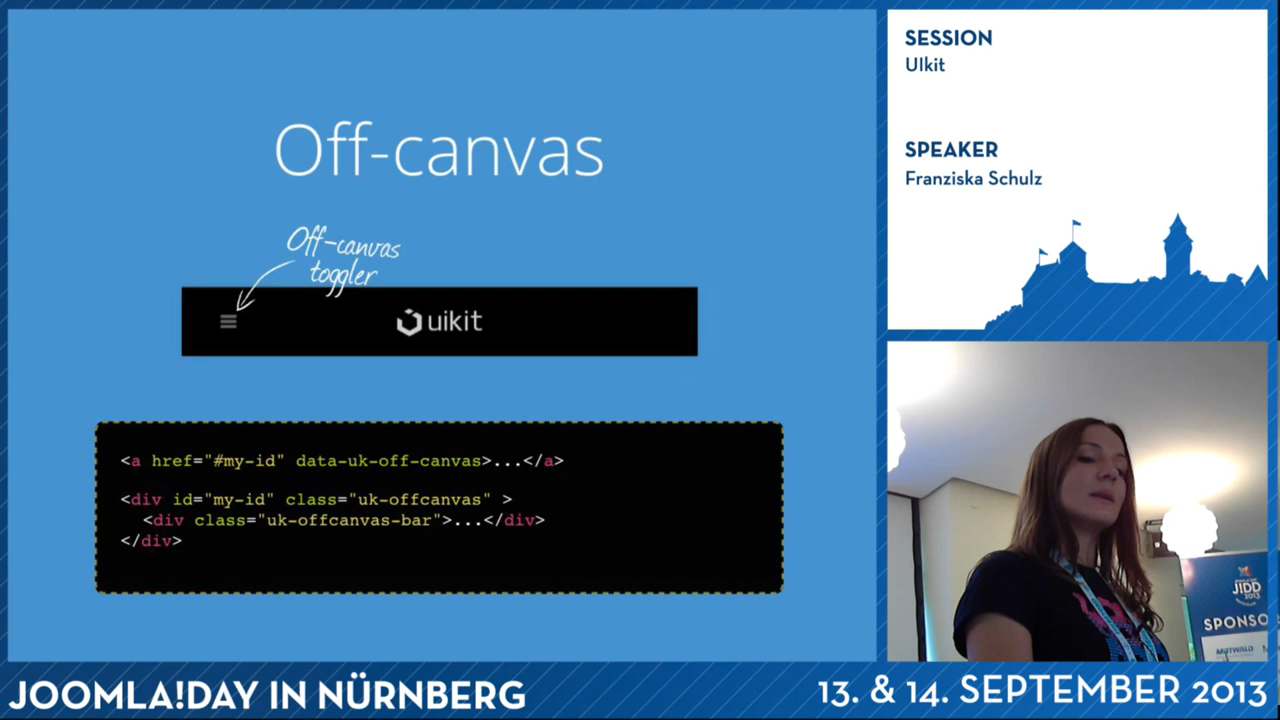 Off-canvas
Off-canvas
toggler
uikit
<a href="#my-id" data-uk-off-canvas>...</a>
<div id="my-id" class="uk-offcanvas" >
<div class="uk-offcanvas-bar">...</div>
</div>
SESSION
UIkit
SPEAKER
Franziska Schulz
JIDD
2013
SPONSO
MITTWALD
JOOMLA!DAY IN NÜRNBERG
13. & 14. SEPTEMBER 2013